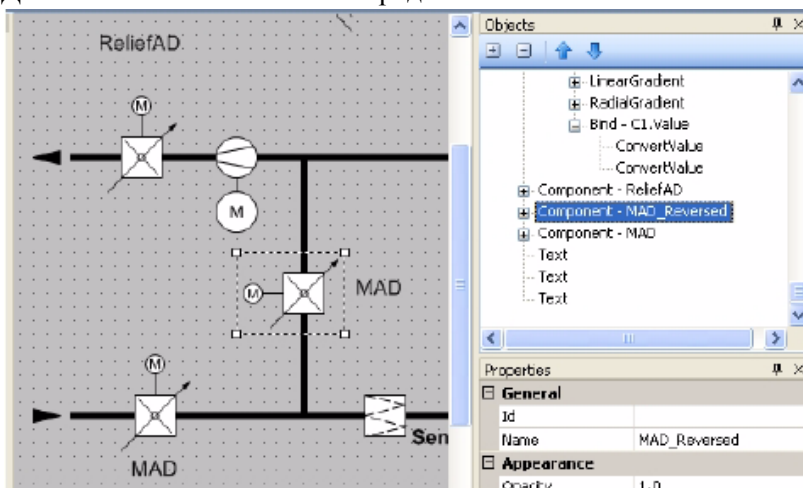 ReliefAD
M
M
M
MAD
M
MAD
Sen
Objects
LinearGradient
RadialGradient
Bind - C1.Value
ConvertValue
ConvertValue
Component - ReliefAD
Component - MAD_Reversed
Component - MAD
Text
Text
Text
Properties
General
Id
Name MAD_Reversed
Appearance
Opacity 1.0